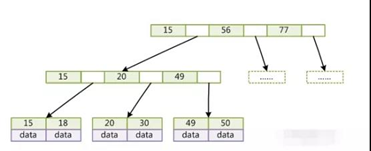 15 56 77
15 20 49
...... ......
15 18 20 30 49 50
data data data data data data